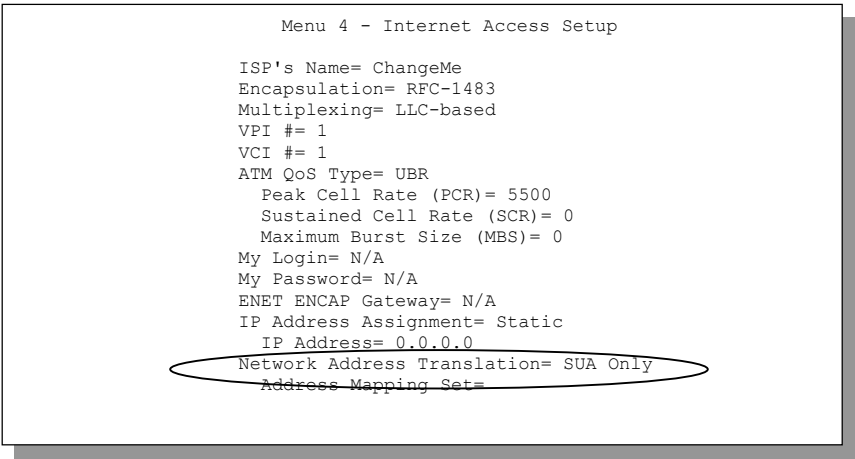 Menu 4 - Internet Access Setup
ISP's Name= ChangeMe
Encapsulation= RFC-1483
Multiplexing= LLC-based
VPI #= 1
VCI #= 1
ATM QoS Type= UBR
Peak Cell Rate (PCR)= 5500
Sustained Cell Rate (SCR)= 0
Maximum Burst Size (MBS)= 0
My Login= N/A
My Password= N/A
ENET ENCAP Gateway= N/A
IP Address Assignment= Static
IP Address= 0.0.0.0
Network Address Translation= SUA Only
Address Mapping Set=